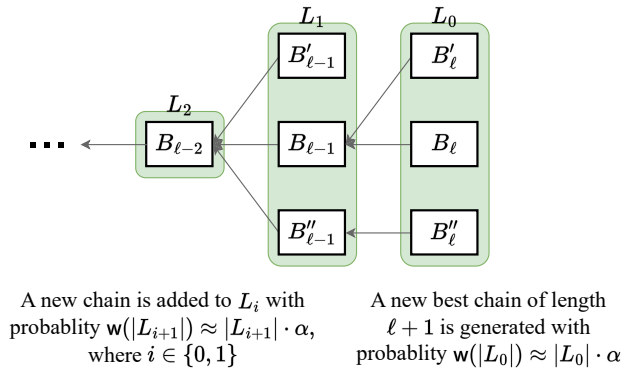 L₁ L₀
B′ℓ₋₁ B′ℓ
L₂
... Bℓ₋₂ Bℓ₋₁ Bℓ
B″ℓ₋₁ B″ℓ
A new chain is added to Lᵢ with
probablity w(|Lᵢ₊₁|) ≈ |Lᵢ₊₁| · α,
where i ∈ {0, 1}
A new best chain of length
ℓ + 1 is generated with
probablity w(|L₀|) ≈ |L₀| · α